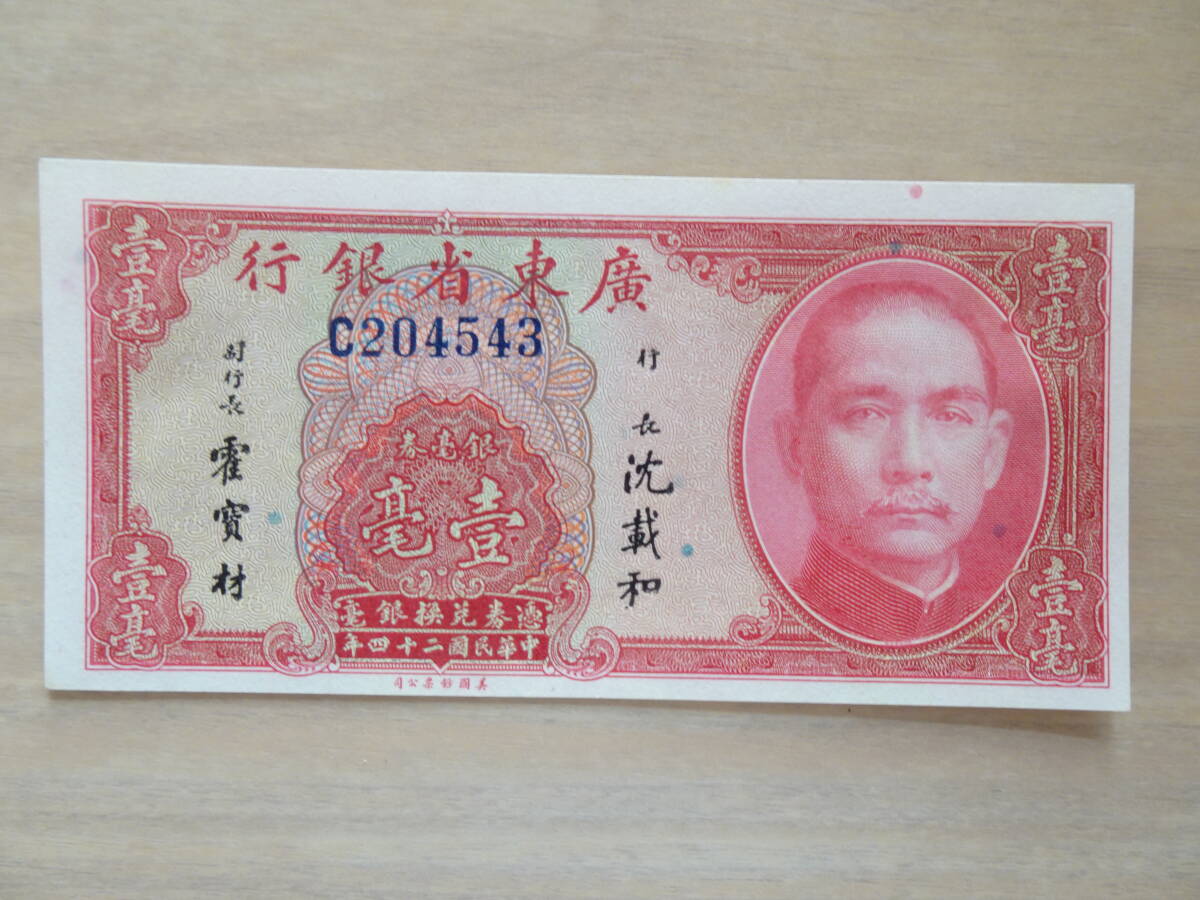 廣東省銀行
C204543
壹毫
壹毫
行長 沈載和
副行長 霍寶材
銀毫券
壹毫
憑券兌換銀毫
中華民國二十四年
壹毫
壹毫
美國鈔票公司